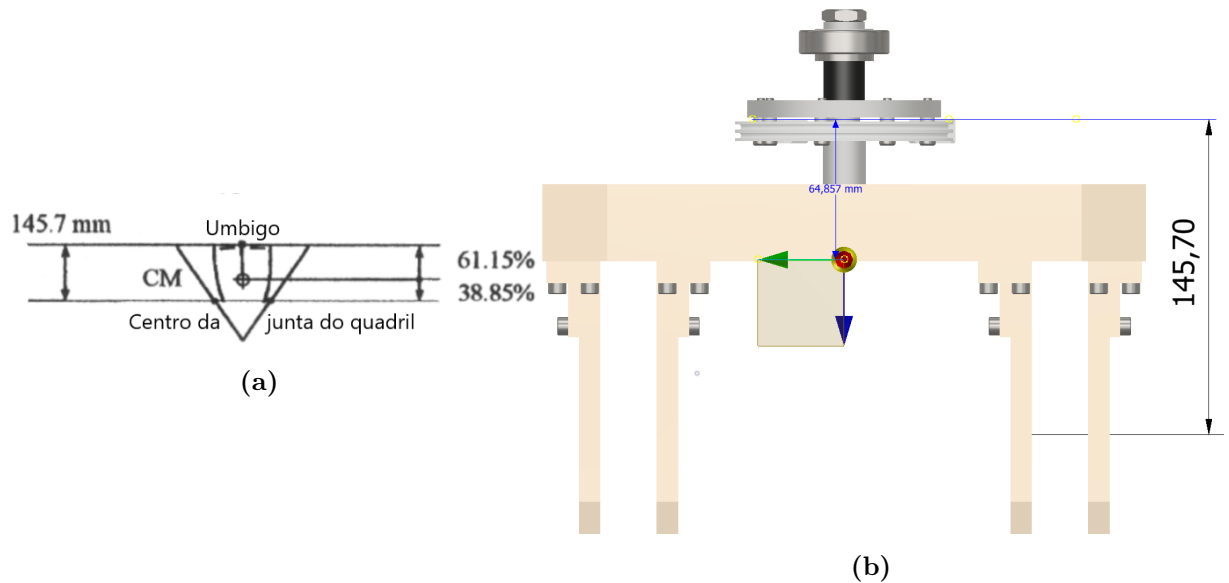 145.7 mm
Umbigo
CM
61.15%
38.85%
Centro da junta do quadril
(a)
64,857 mm
145,70
(b)